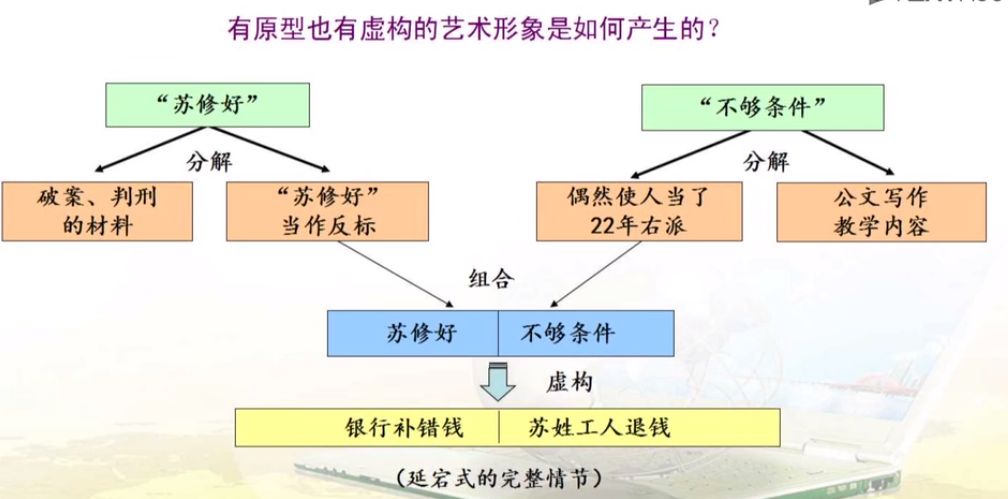 有原型也有虚构的艺术形象是如何产生的？
“苏修好”
“不够条件”
分解
分解
破案、判刑
的材料
“苏修好”
当作反标
偶然使人当了
22年右派
公文写作
教学内容
组合
苏修好
不够条件
虚构
银行补错钱
苏姓工人退钱
（延宕式的完整情节）